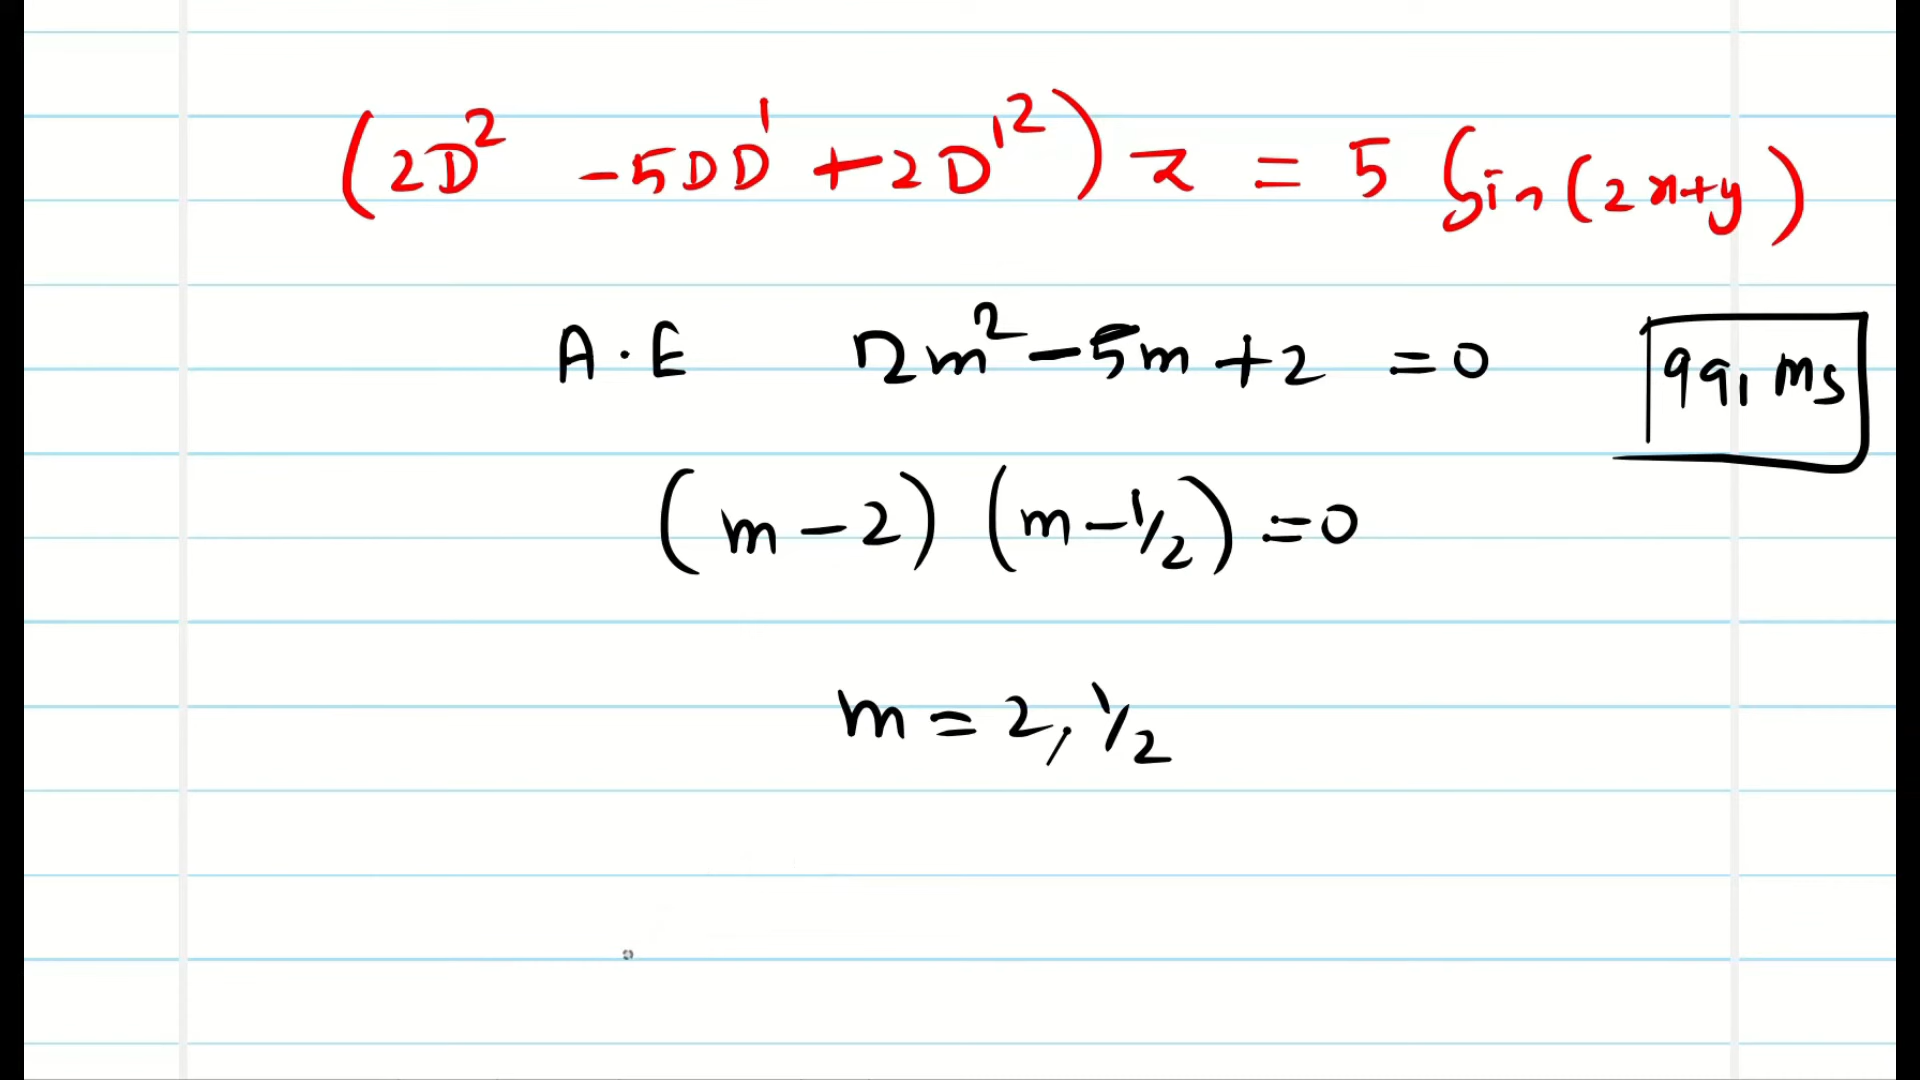 (2D² - 5DD' + 2D'²) z = 5 Sin(2x+y)
A.E 2m² - 5m + 2 = 0
991 ms
(m - 2) (m - 1/2) = 0
m = 2, 1/2